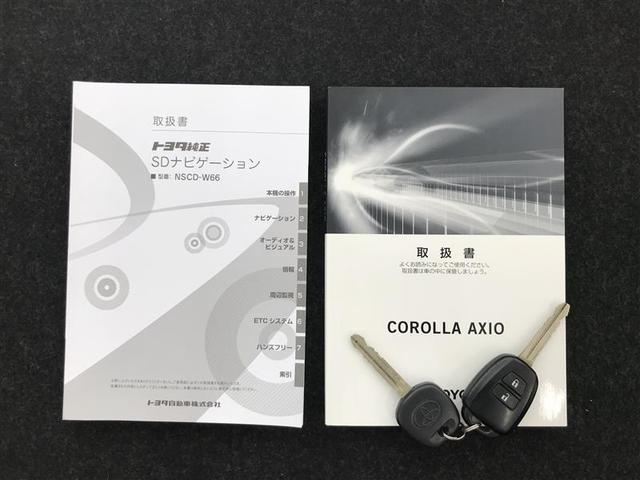 取扱書
トヨタ純正
SDナビゲーション
■ 型番: NSCD-W66
本機の操作 1
ナビゲーション 2
オーディオ&
ビジュアル 3
情報 4
周辺監視 5
ETCシステム 6
ハンズフリー 7
索引
トヨタ自動車株式会社
取扱書
よくお読みになってご使用ください。
取扱書は車の中に保管しましょう。
COROLLA AXIO
TOYO